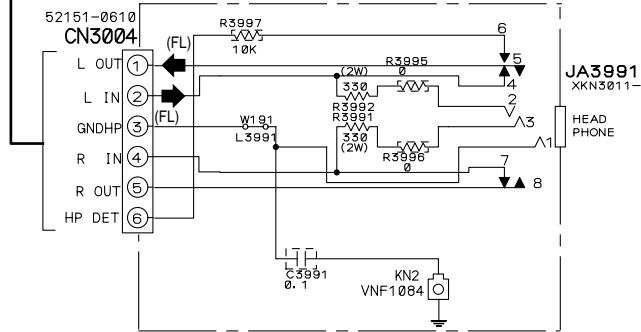 52151-0610
CN3004
L OUT 1
L IN 2
GNDHP 3
R IN 4
R OUT 5
HP DET 6
(FL)
(FL)
R3997
10K
W191
L3991
(2W)
330
R3992
R3991
330
(2W)
R3995
0
R3996
0
6
5
4
2
3
1
7
8
JA3991
XKN3011-
HEAD
PHONE
C3991
0.1
KN2
VNF1084